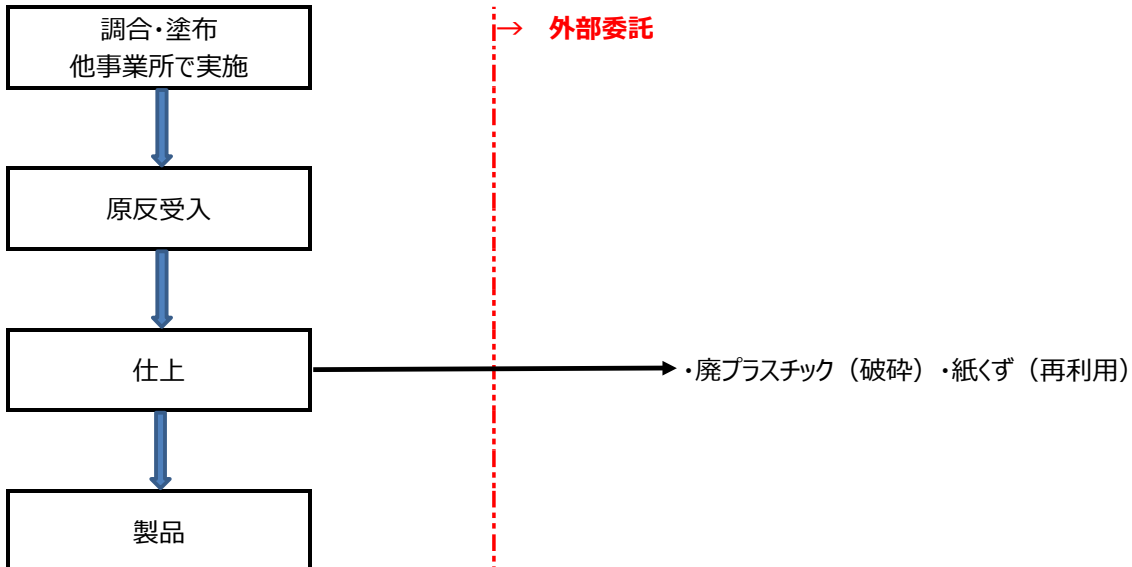 調合・塗布
他事業所で実施
→ 外部委託
原反受入
仕上
・廃プラスチック（破砕）・紙くず（再利用）
製品